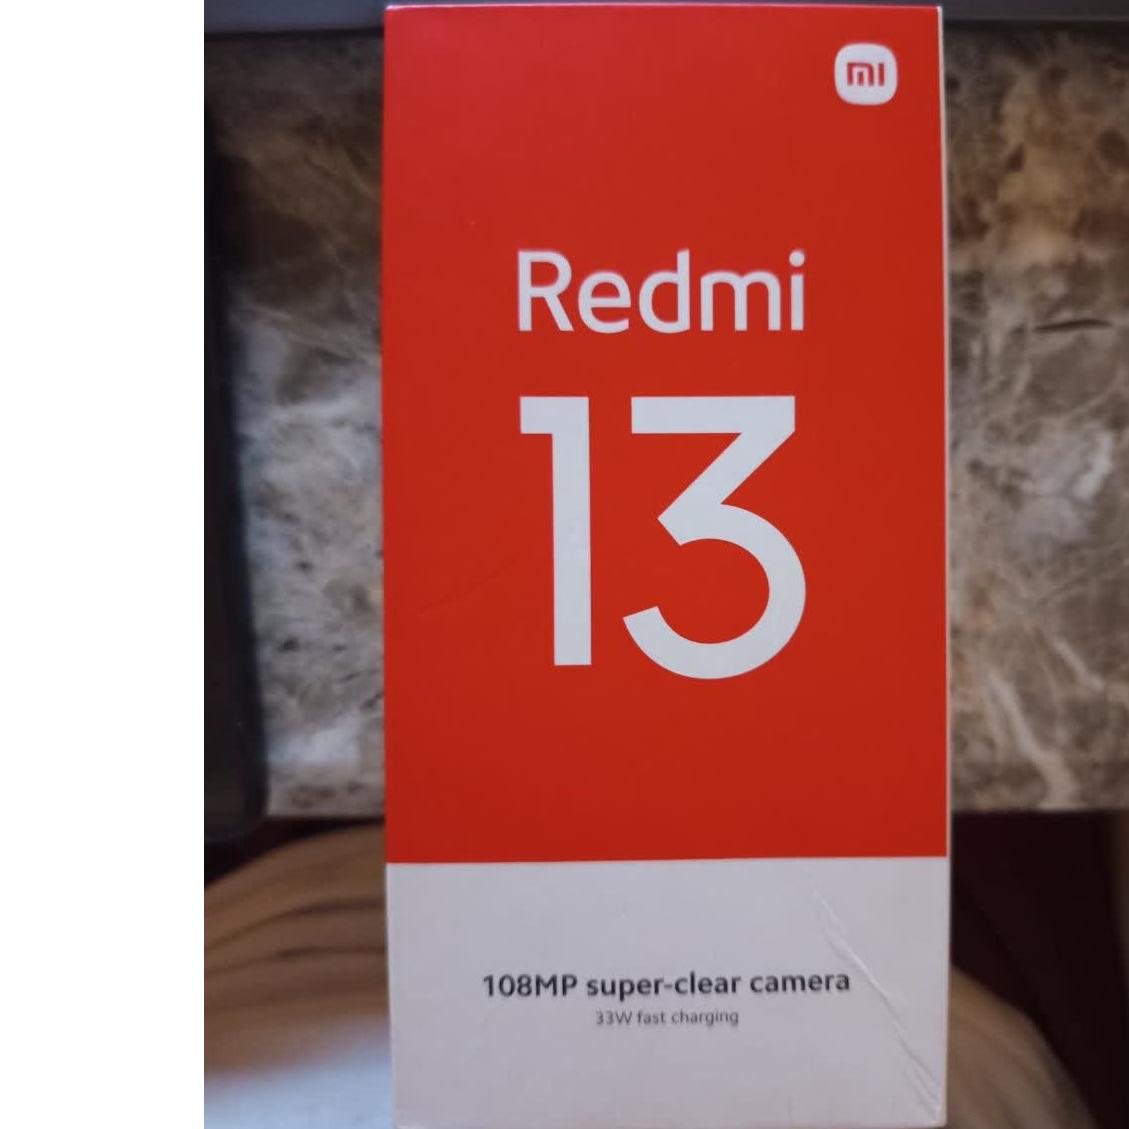 mi
Redmi
13
108MP super-clear camera
33W fast charging